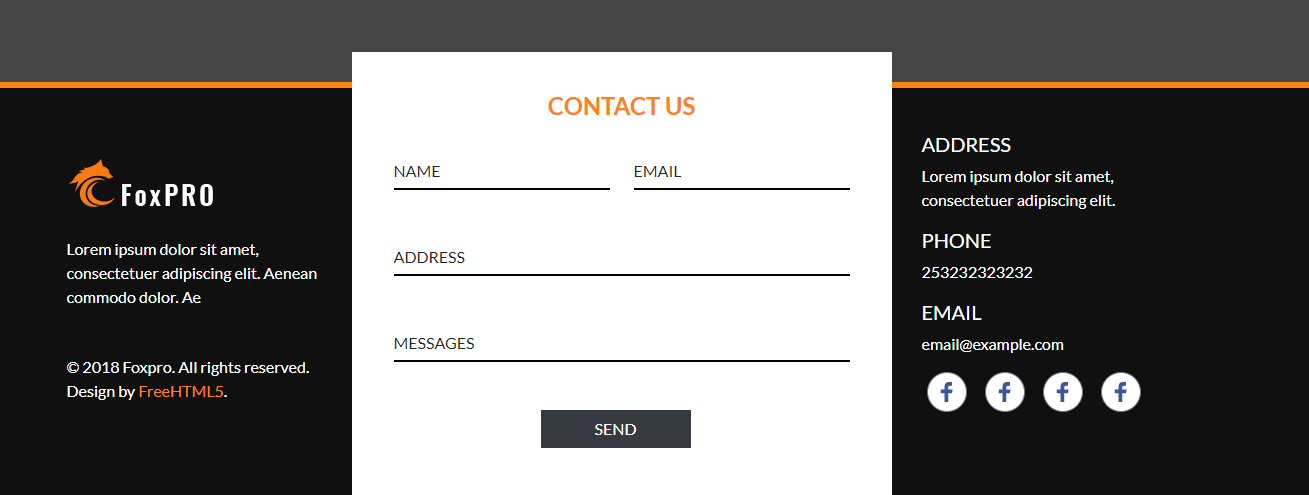 FoxPRO
Lorem ipsum dolor sit amet,
consectetuer adipiscing elit. Aenean
commodo dolor. Ae
© 2018 Foxpro. All rights reserved.
Design by FreeHTML5.
CONTACT US
NAME
EMAIL
ADDRESS
MESSAGES
SEND
ADDRESS
Lorem ipsum dolor sit amet,
consectetuer adipiscing elit.
PHONE
253232323232
EMAIL
email@example.com